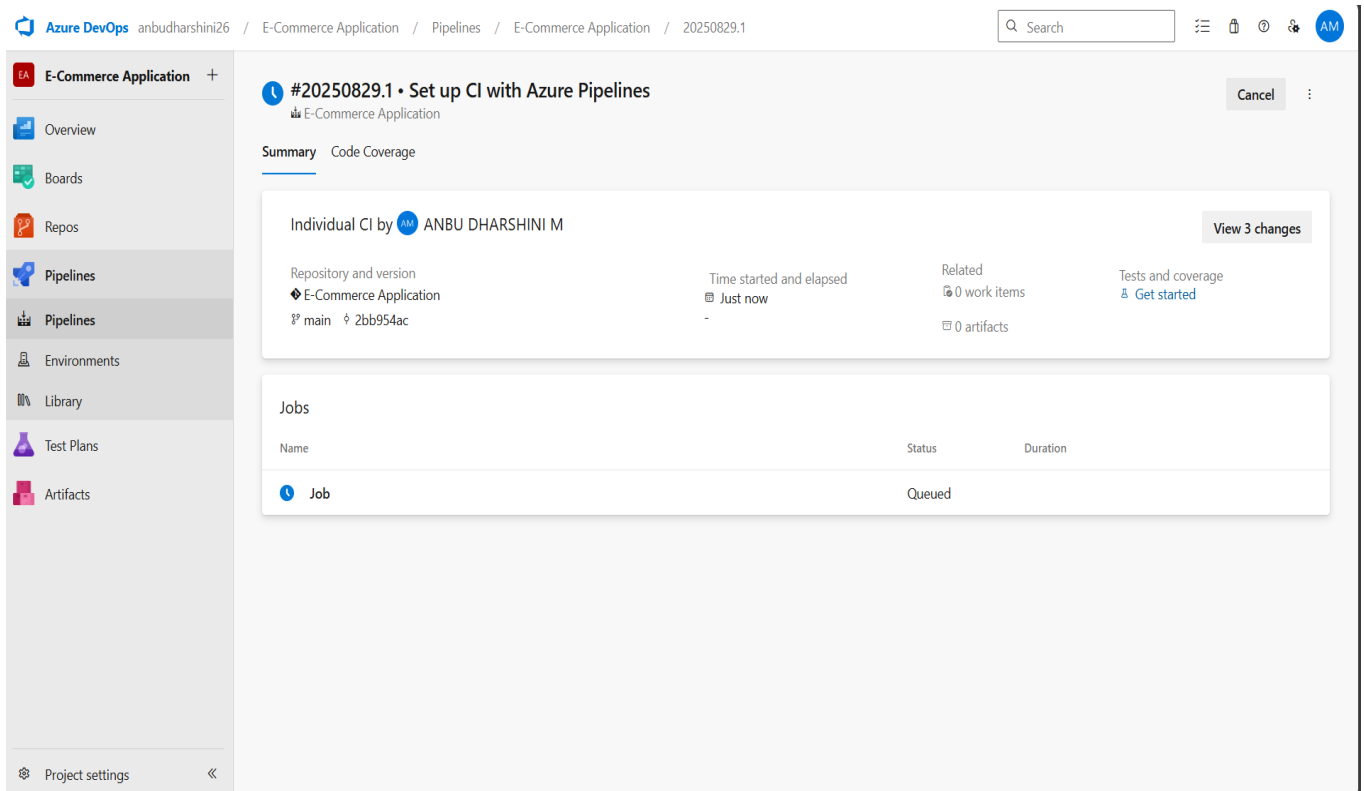 Azure DevOps anbudharshini26 / E-Commerce Application / Pipelines / E-Commerce Application / 20250829.1
Search
AM
EA E-Commerce Application +
Overview
Boards
Repos
Pipelines
Pipelines
Environments
Library
Test Plans
Artifacts
Project settings
#20250829.1 • Set up CI with Azure Pipelines
E-Commerce Application
Cancel
Summary Code Coverage
Individual CI by AM ANBU DHARSHINI M
View 3 changes
Repository and version
E-Commerce Application
main 2bb954ac
Time started and elapsed
Just now
-
Related
0 work items
0 artifacts
Tests and coverage
Get started
Jobs
Name Status Duration
Job Queued